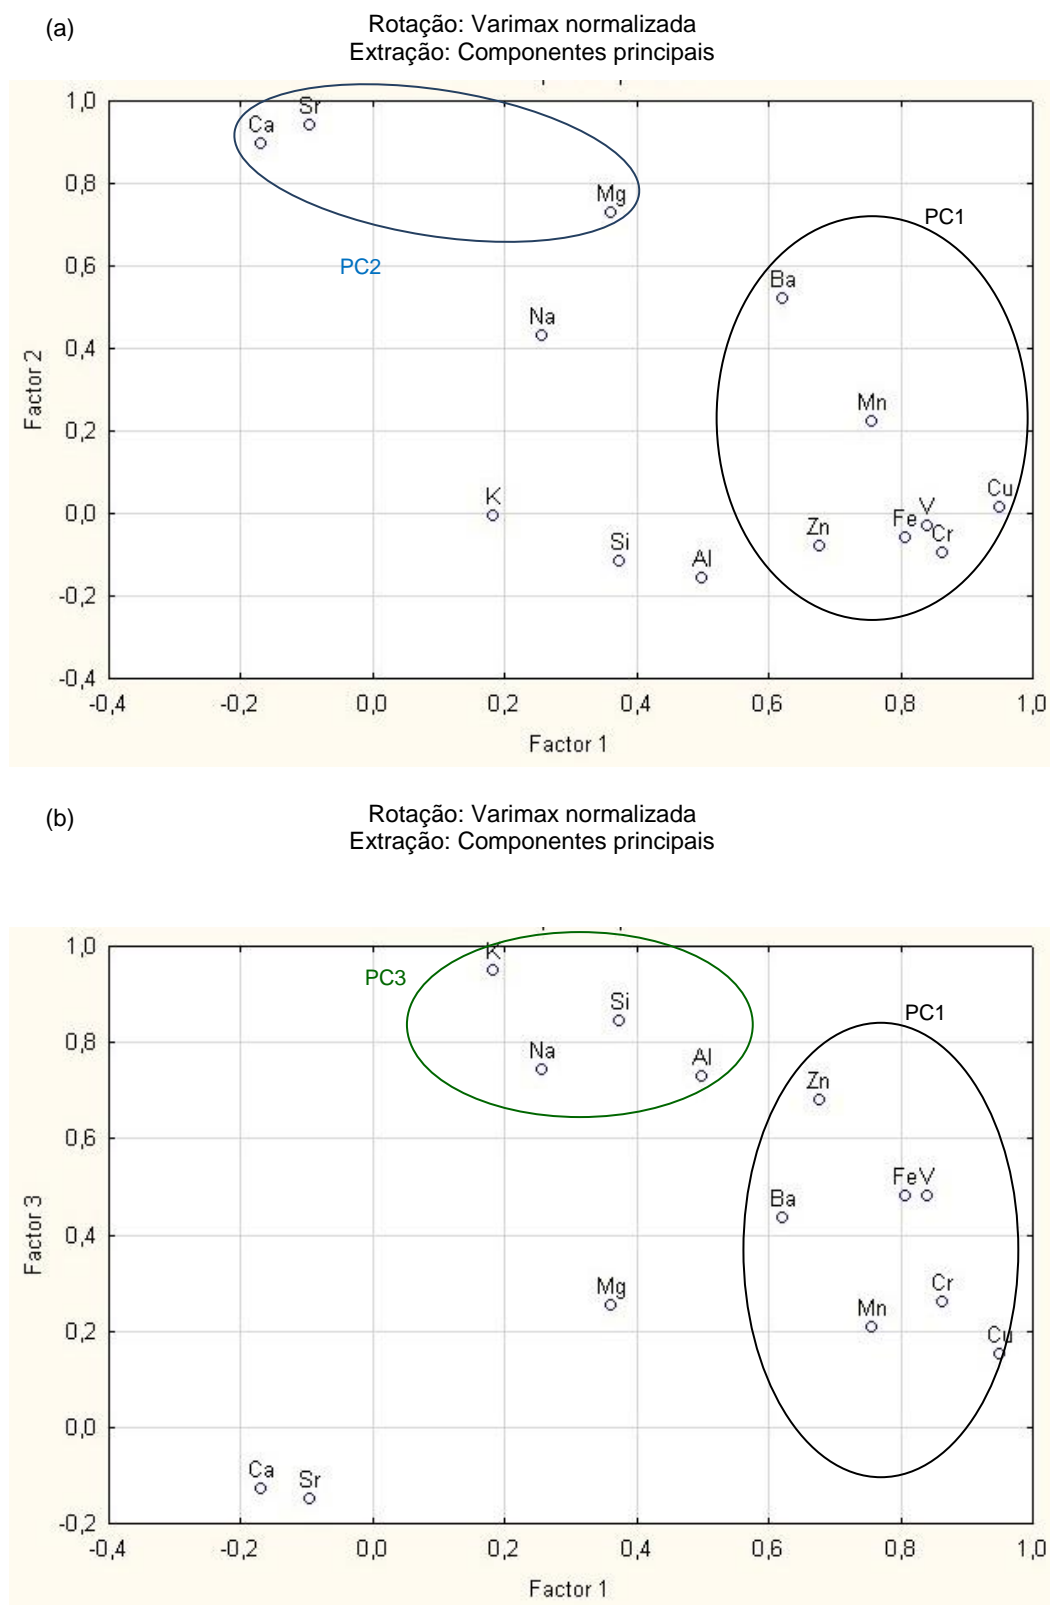 (a)
Rotação: Varimax normalizada
Extração: Componentes principais
1,0
0,8
0,6
0,4
0,2
0,0
-0,2
-0,4
Factor 2
Ca
Sr
Mg
PC2
PC1
Ba
Na
Mn
K
Si
Al
Zn
Fe
V
Cr
Cu
-0,4 -0,2 0,0 0,2 0,4 0,6 0,8 1,0
Factor 1
(b)
Rotação: Varimax normalizada
Extração: Componentes principais
1,0
0,8
0,6
0,4
0,2
0,0
-0,2
Factor 3
PC3
K
Si
Na
Al
PC1
Zn
Fe
V
Ba
Mg
Cr
Mn
Cu
Ca
Sr
-0,4 -0,2 0,0 0,2 0,4 0,6 0,8 1,0
Factor 1